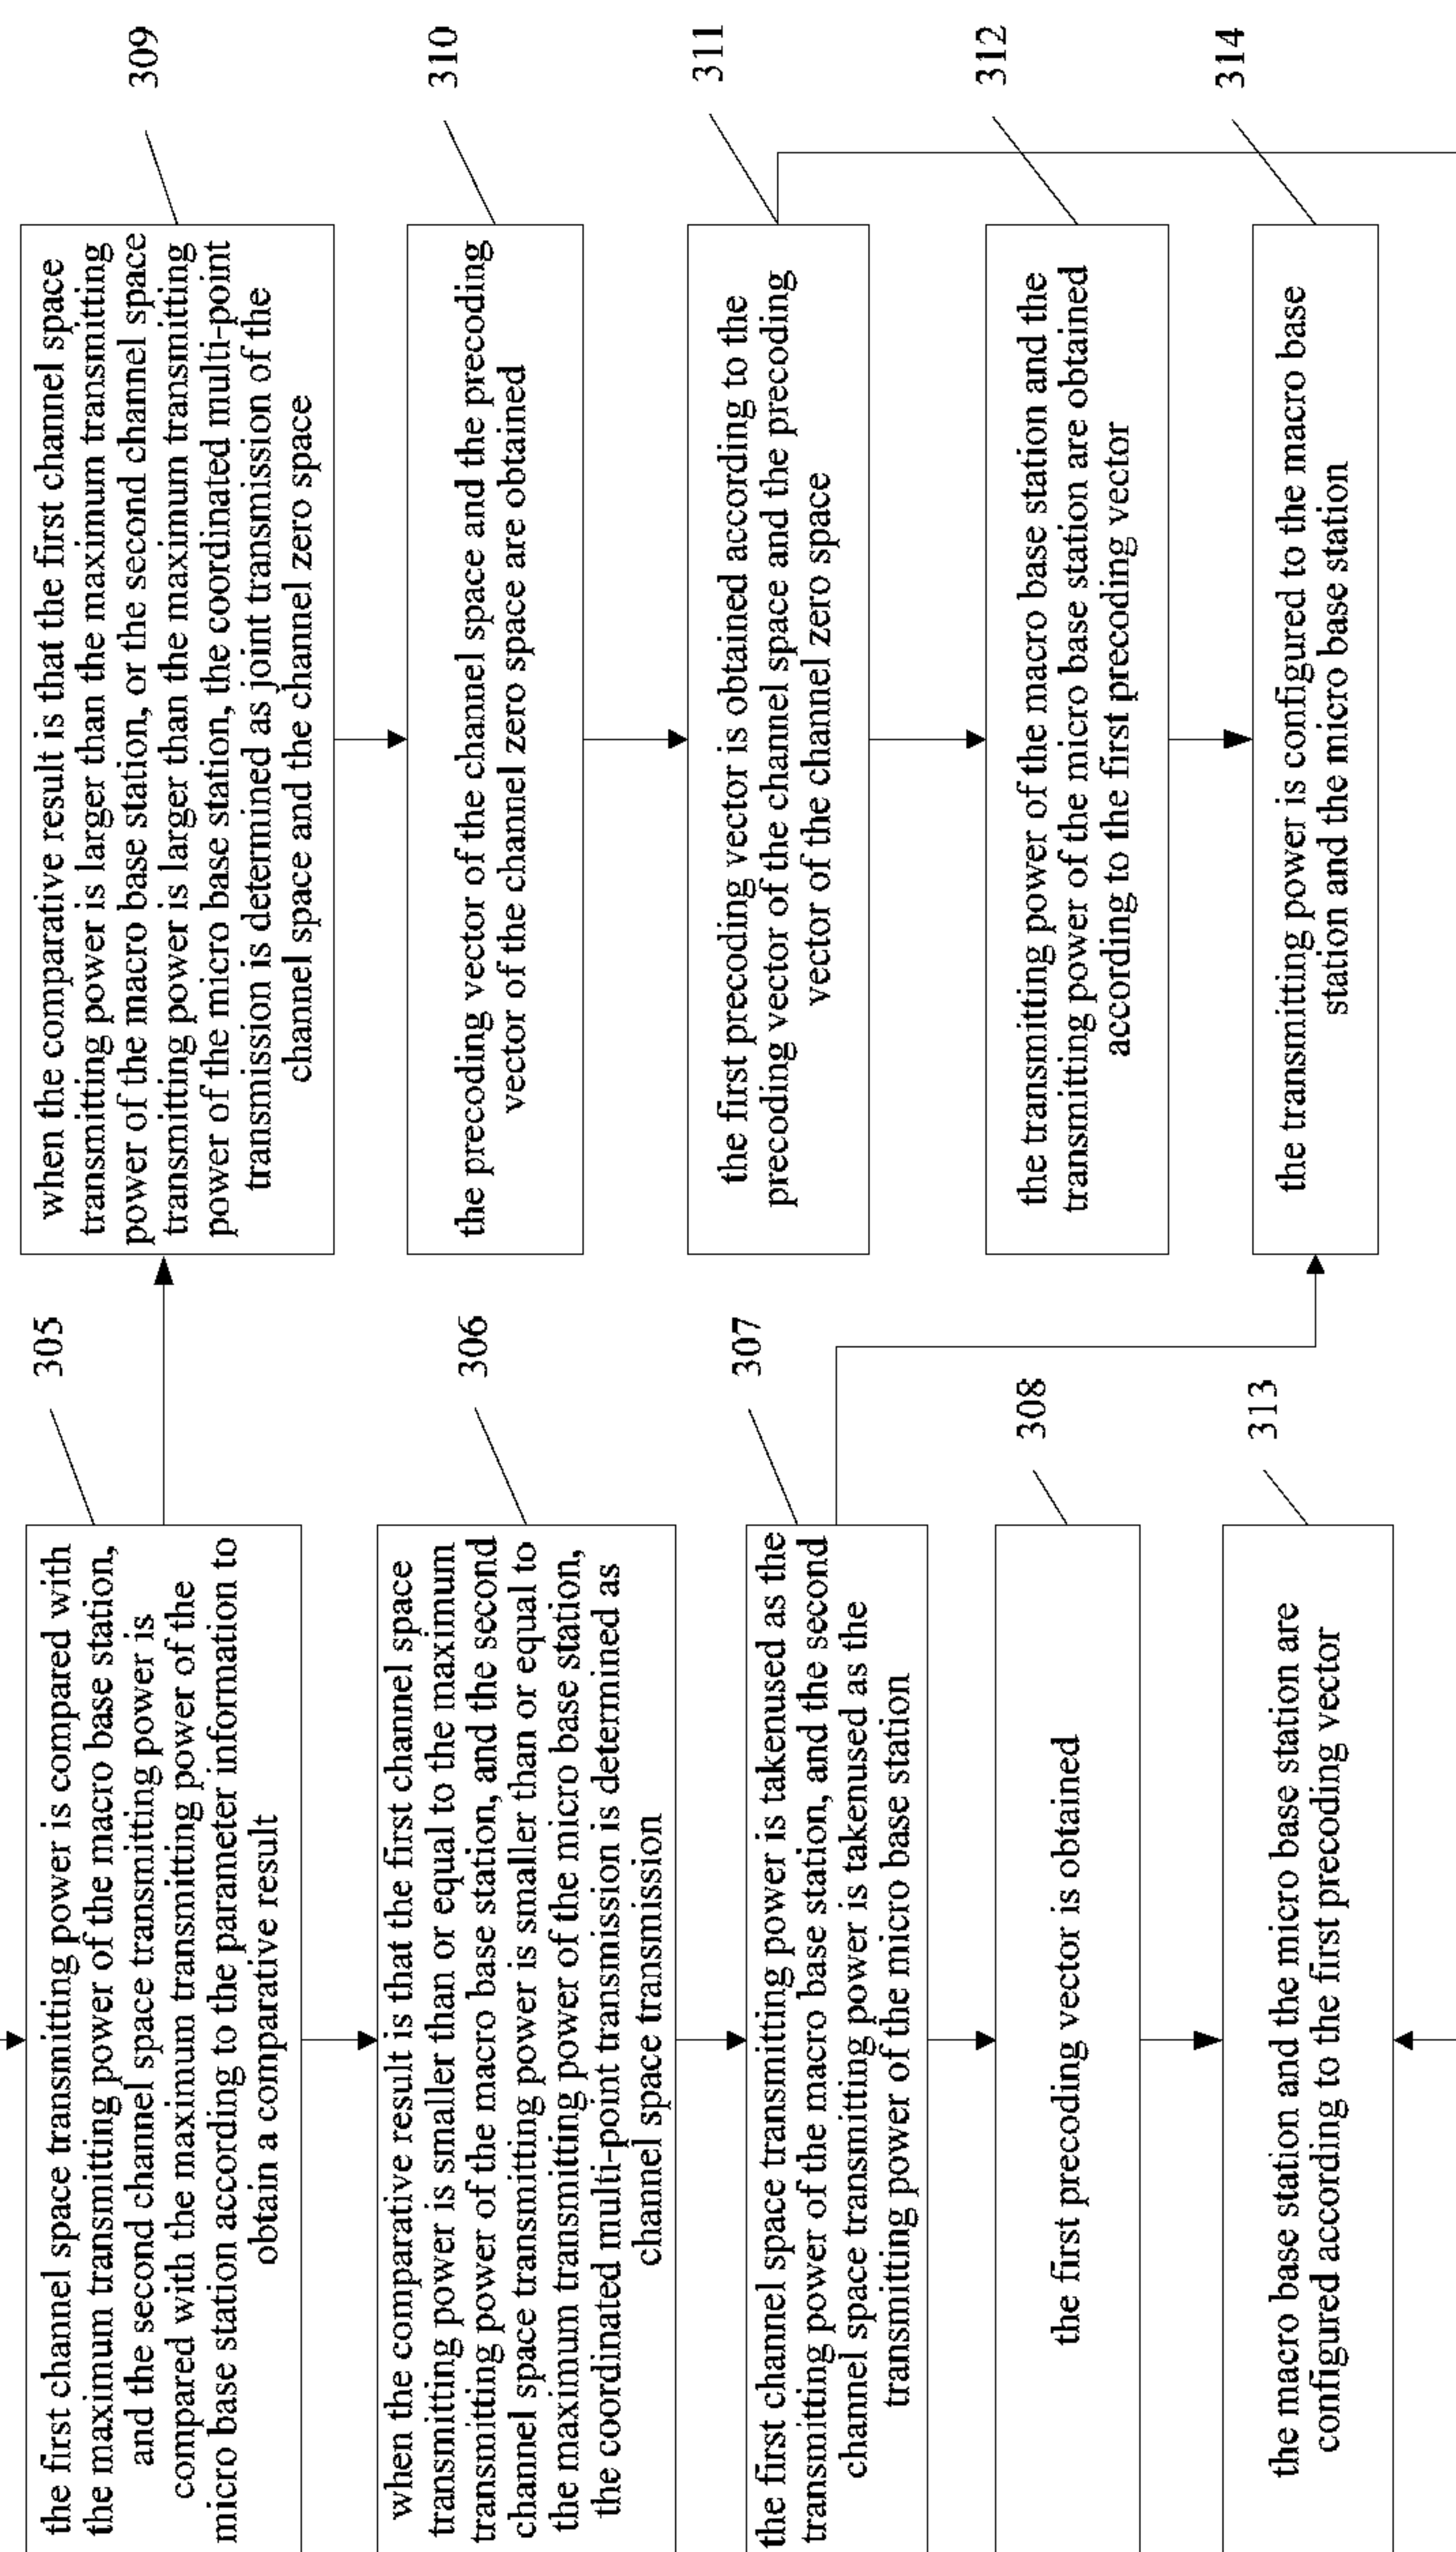 305
the first channel space transmitting power is compared with
the maximum transmitting power of the macro base station,
and the second channel space transmitting power is
compared with the maximum transmitting power of the
micro base station according to the parameter information to
obtain a comparative result
306
when the comparative result is that the first channel space
transmitting power is smaller than or equal to the maximum
transmitting power of the macro base station, and the second
channel space transmitting power is smaller than or equal to
the maximum transmitting power of the micro base station,
the coordinated multi-point transmission is determined as
channel space transmission
307
the first channel space transmitting power is takenused as the
transmitting power of the macro base station, and the second
channel space transmitting power is takenused as the
transmitting power of the micro base station
308
the first precoding vector is obtained
313
the macro base station and the micro base station are
configured according to the first precoding vector
309
when the comparative result is that the first channel space
transmitting power is larger than the maximum transmitting
power of the macro base station, or the second channel space
transmitting power is larger than the maximum transmitting
power of the micro base station, the coordinated multi-point
transmission is determined as joint transmission of the
channel space and the channel zero space
310
the precoding vector of the channel space and the precoding
vector of the channel zero space are obtained
311
the first precoding vector is obtained according to the
precoding vector of the channel space and the precoding
vector of the channel zero space
312
the transmitting power of the macro base station and the
transmitting power of the micro base station are obtained
according to the first precoding vector
314
the transmitting power is configured to the macro base
station and the micro base station